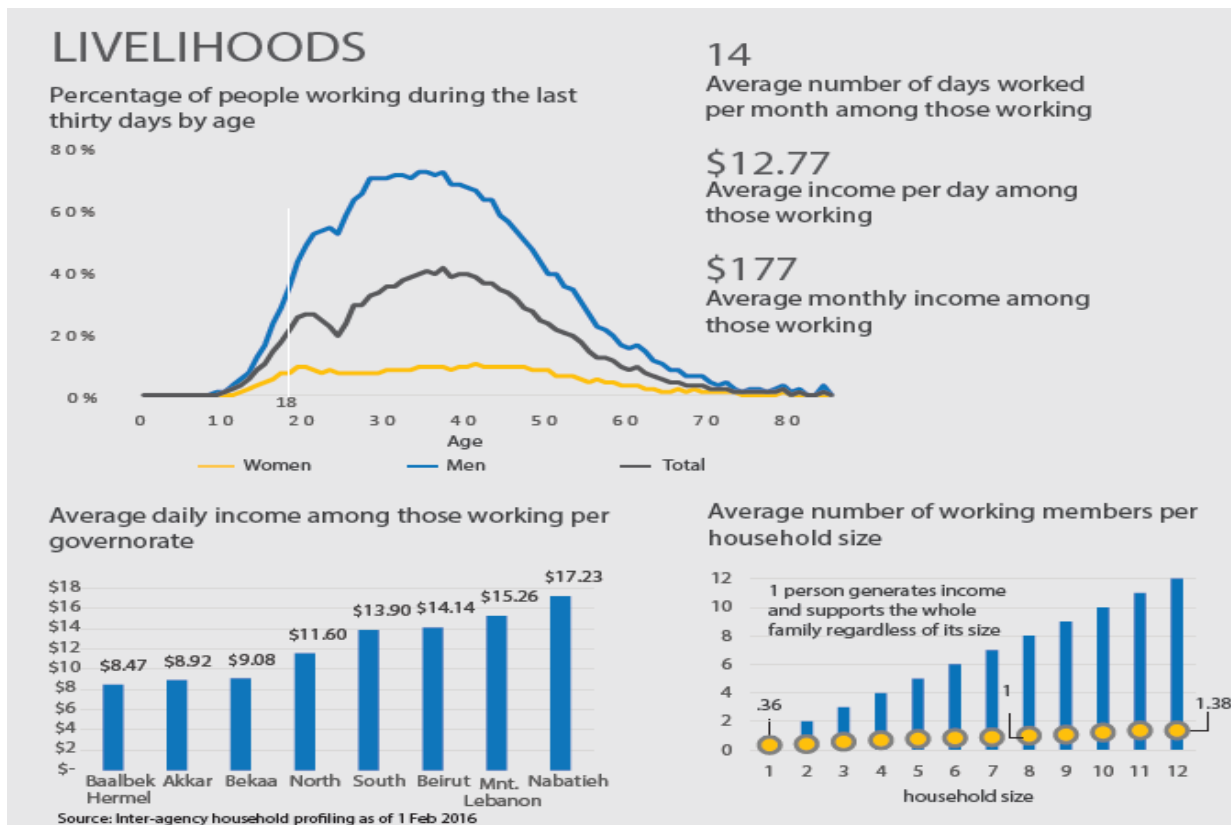 LIVELIHOODS
Percentage of people working during the last
thirty days by age
80%
60%
40%
20%
0%
18
0 10 20 30 40 50 60 70 80
Age
Women Men Total
14
Average number of days worked
per month among those working
$12.77
Average income per day among
those working
$177
Average monthly income among
those working
Average daily income among those working per
governorate
$18
$16
$14
$12
$10
$8
$6
$4
$2
$-
$8.47 $8.92 $9.08 $11.60 $13.90 $14.14 $15.26 $17.23
Baalbek Akkar Bekaa North South Beirut Mnt. Nabatieh
Hermel Lebanon
Source: Inter-agency household profiling as of 1 Feb 2016
Average number of working members per
household size
1 person generates income
and supports the whole
family regardless of its size
12
10
8
6
4
2
0
.36
1
1.38
1 2 3 4 5 6 7 8 9 10 11 12
household size